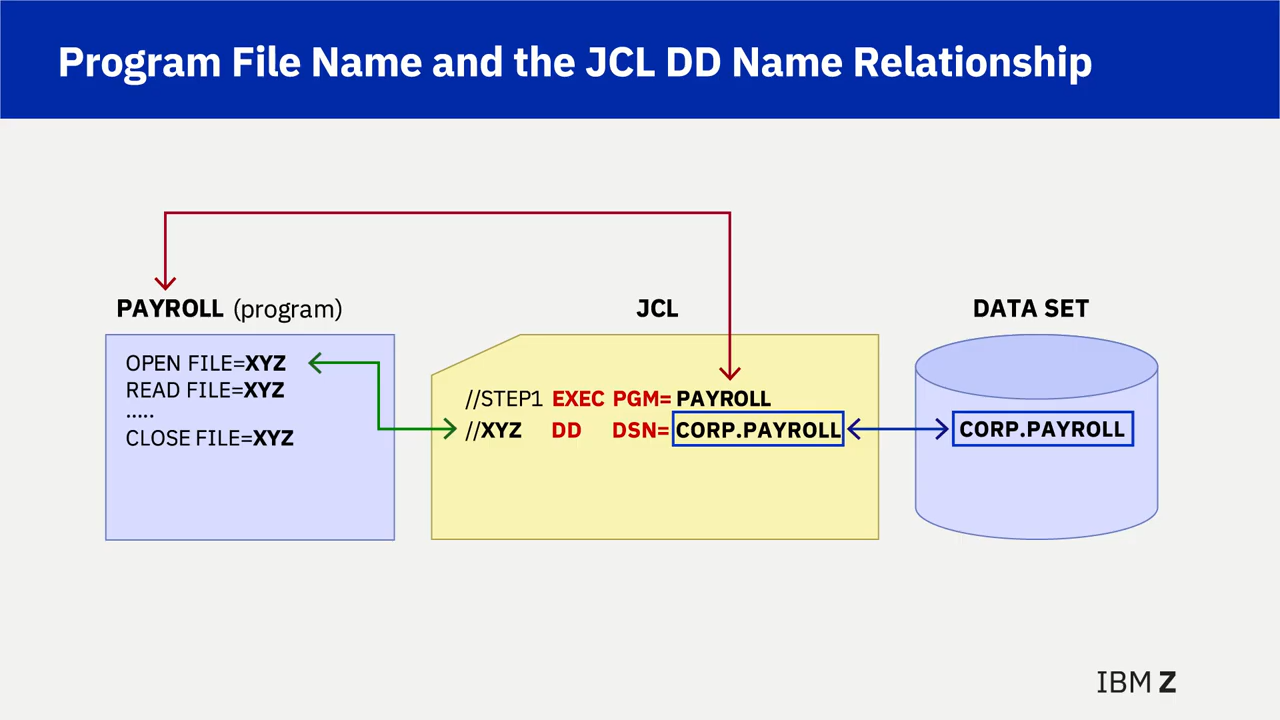 Program File Name and the JCL DD Name Relationship
PAYROLL (program)
OPEN FILE=XYZ
READ FILE=XYZ
.....
CLOSE FILE=XYZ
JCL
//STEP1 EXEC PGM= PAYROLL
//XYZ DD DSN= CORP.PAYROLL
DATA SET
CORP.PAYROLL
IBM Z